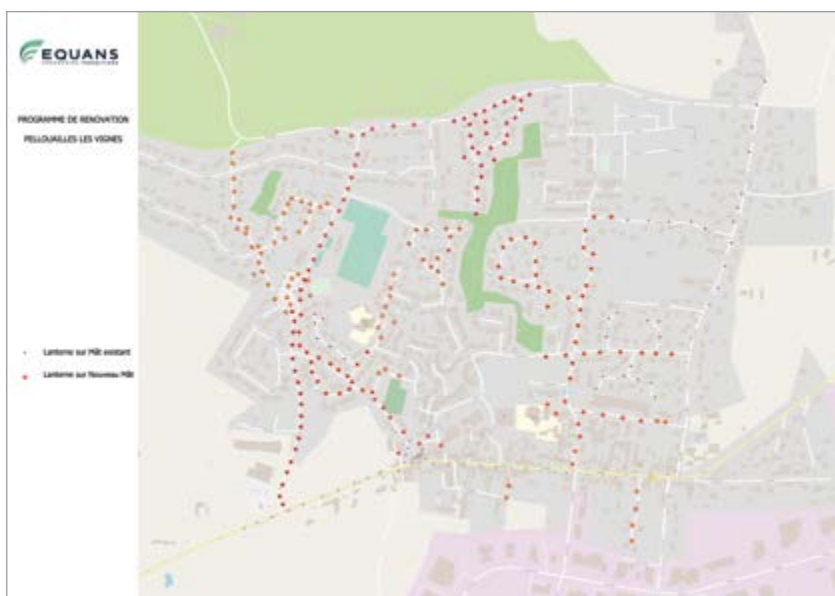 EQUANS
PROGRAMME DE RENOVATION
PELLOUAILLES LES VIGNES
Lanterne sur Mât existant
Lanterne sur Nouveau Mât